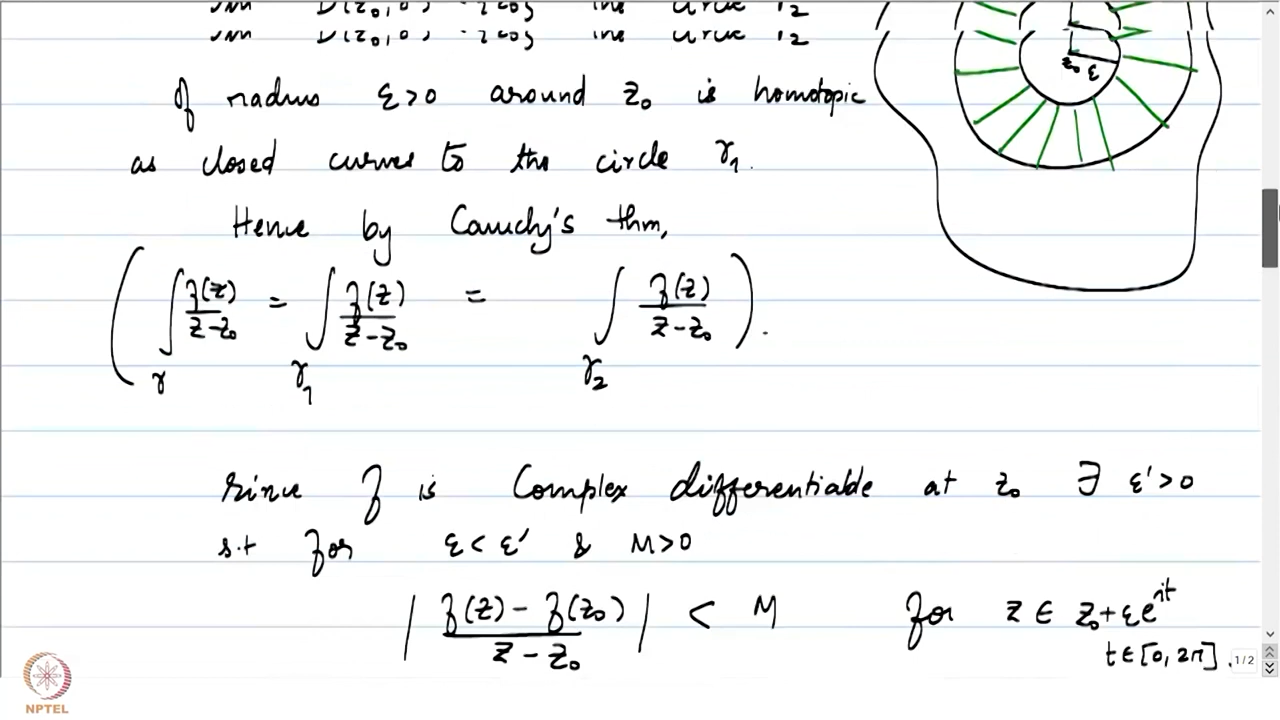 of radius ε>0 around z₀ is homotopic
as closed curves to the circle γ₁.
z₀ ε
Hence by Cauchy's thm,
( ∫_γ f(z)/(z-z₀) = ∫_γ₁ f(z)/(z-z₀) = ∫_γ₂ f(z)/(z-z₀) ).
since f is Complex differentiable at z₀ ∃ ε'>0
s.t for ε<ε' & M>0
| (f(z) - f(z₀))/(z - z₀) | < M for z ∈ z₀+εe^{it}
t∈[0,2π].
1/2
NPTEL